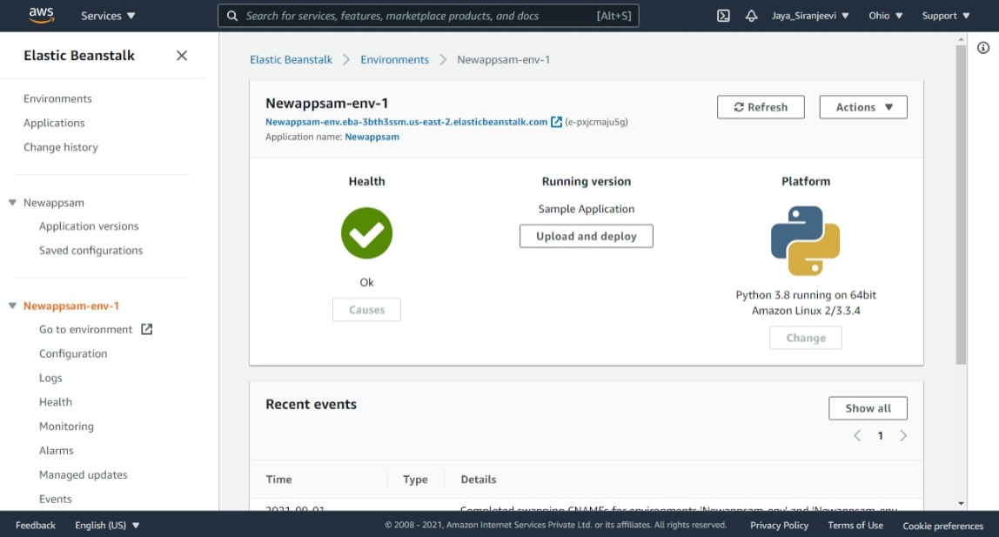 aws
Services ▼
Search for services, features, marketplace products, and docs [Alt+S]
Jaya_Siranjeevi ▼
Ohio ▼
Support ▼
Elastic Beanstalk
Environments
Applications
Change history
Newappsam
Application versions
Saved configurations
Newappsam-env-1
Go to environment
Configuration
Logs
Health
Monitoring
Alarms
Managed updates
Events
Elastic Beanstalk > Environments > Newappsam-env-1
Newappsam-env-1
Newappsam-env.eba-3bth3ssm.us-east-2.elasticbeanstalk.com (e-pxjcmaju5g)
Application name: Newappsam
Refresh
Actions ▼
Health
Ok
Causes
Running version
Sample Application
Upload and deploy
Platform
Python 3.8 running on 64bit
Amazon Linux 2/3.3.4
Change
Recent events
Show all
< 1 >
Time Type Details
2021-09-01 Completed swapping CNAMEs for environments 'Newappsam-env' and 'Newappsam-env
Feedback English (US) ▼ © 2008 - 2021, Amazon Internet Services Private Ltd. or its affiliates. All rights reserved. Privacy Policy Terms of Use Cookie preferences